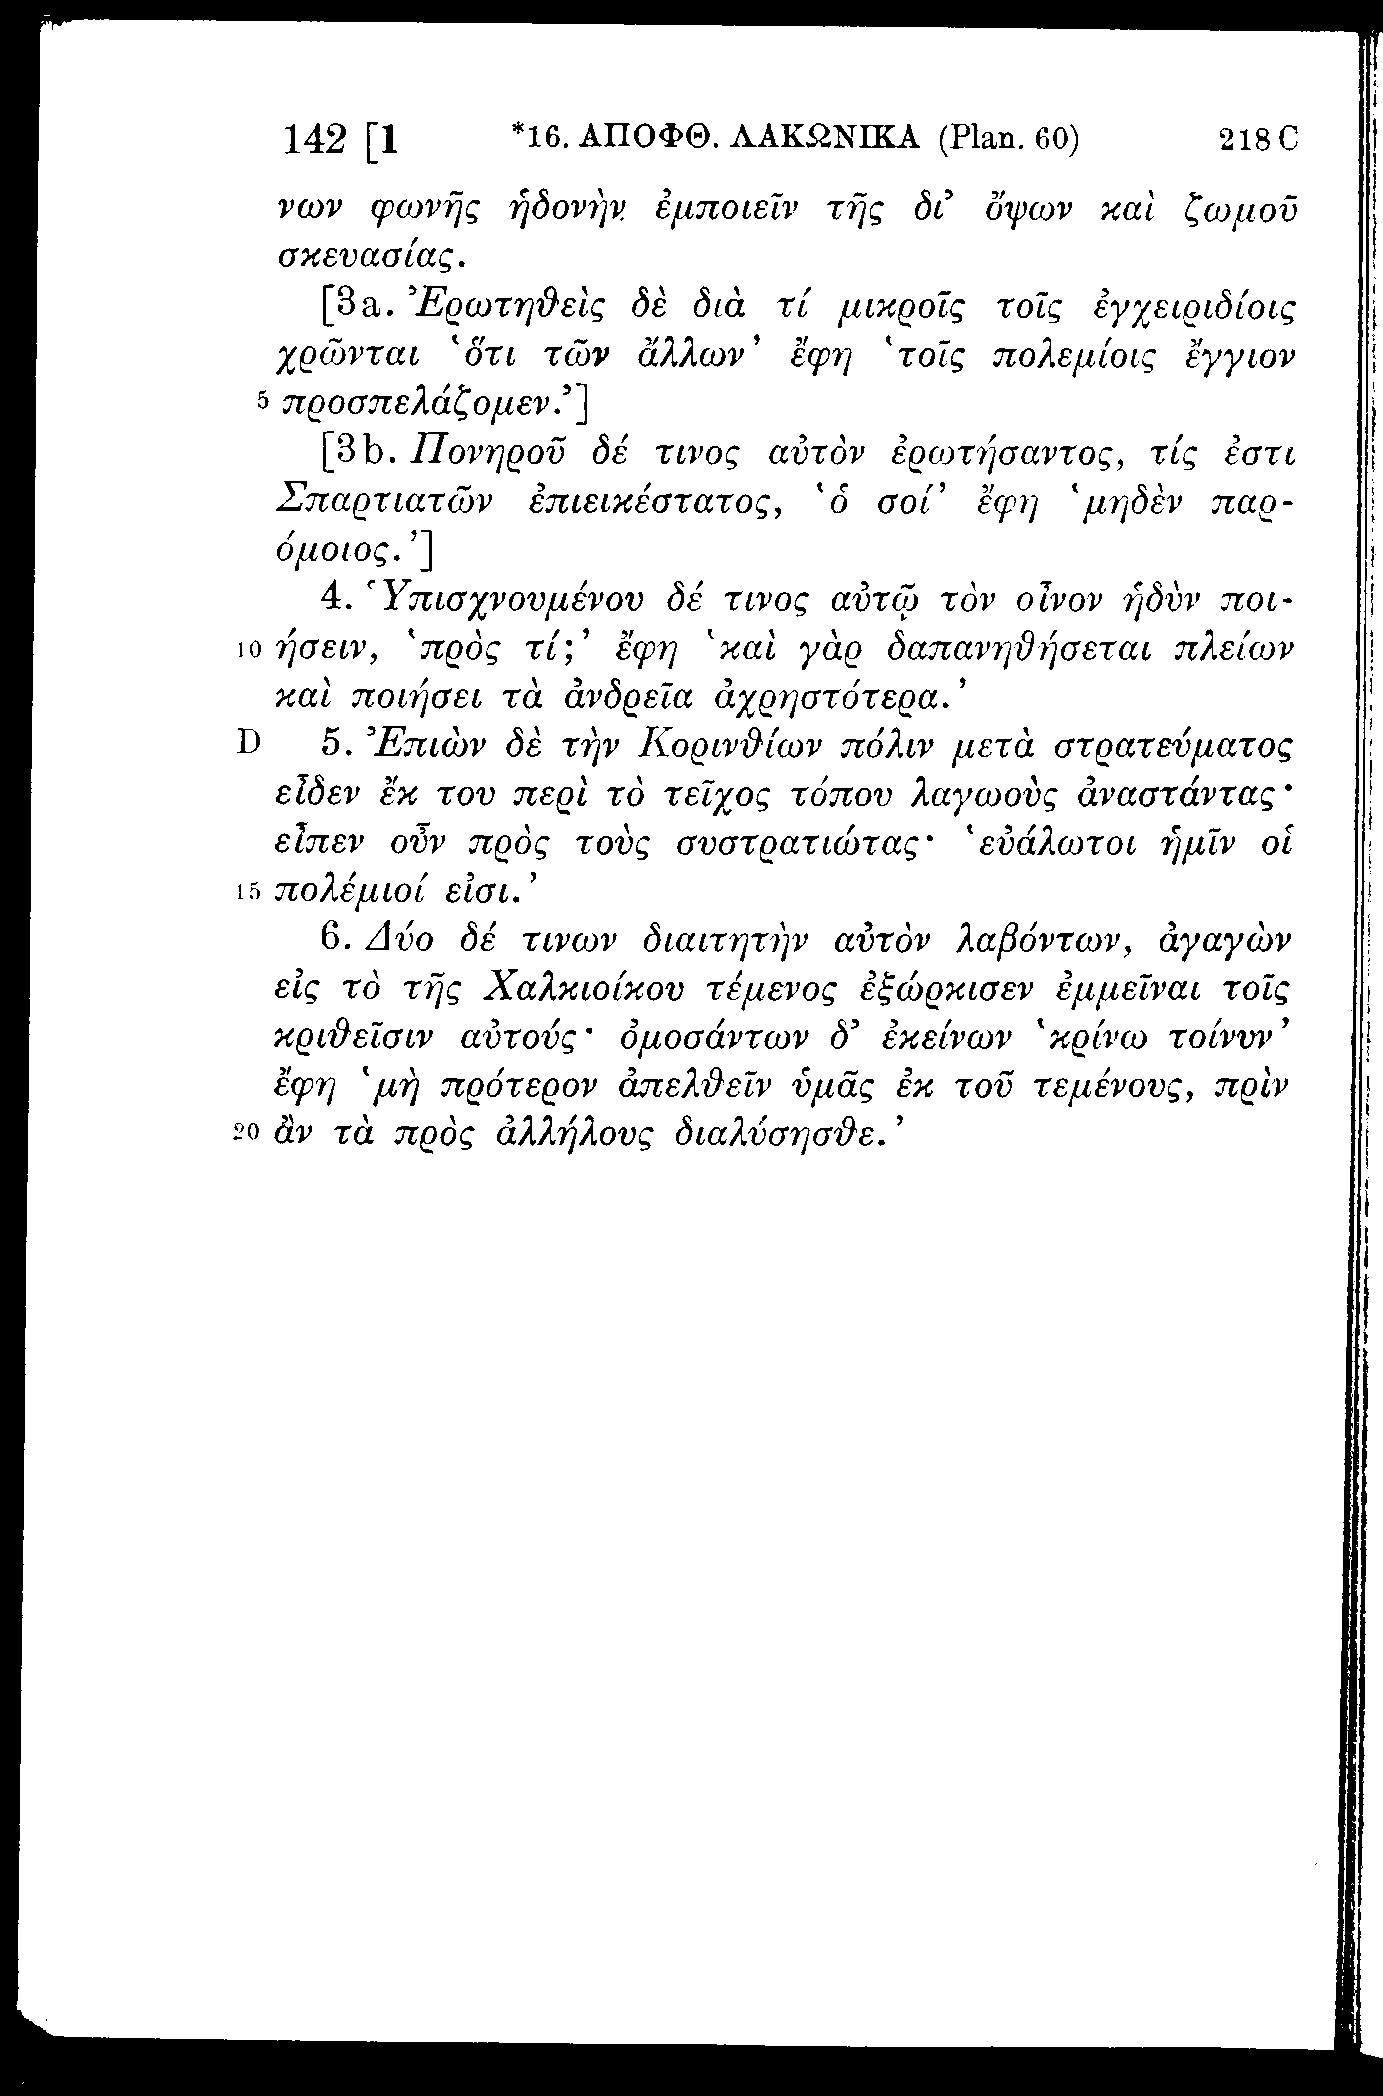 142 [1 *16. ΑΠΟΦΘ. ΛΑΚΩΝΙΚΑ (Plan. 60) 218 C
νων φωνῆς ἡδονὴν ἐμποιεῖν τῆς δι’ ὄψων καὶ ζωμοῦ
σκευασίας.
[3a. Ἐρωτηθεὶς δὲ διὰ τί μικροῖς τοῖς ἐγχειριδίοις
χρῶνται ‘ὅτι τῶν ἄλλων’ ἔφη ‘τοῖς πολεμίοις ἔγγιον
5 προσπελάζομεν.’]
[3b. Πονηροῦ δέ τινος αὐτὸν ἐρωτήσαντος, τίς ἐστι
Σπαρτιατῶν ἐπιεικέστατος, ‘ὁ σοί’ ἔφη ‘μηδὲν παρ-
όμοιος.’]
4. Ὑπισχνουμένου δέ τινος αὐτῷ τὸν οἶνον ἡδὺν ποι-
10 ήσειν, ‘πρὸς τί;’ ἔφη ‘καὶ γὰρ δαπανηθήσεται πλείων
καὶ ποιήσει τὰ ἀνδρεῖα ἀχρηστότερα.’
D 5. Ἐπιὼν δὲ τὴν Κορινθίων πόλιν μετὰ στρατεύματος
εἶδεν ἔκ του περὶ τὸ τεῖχος τόπου λαγωοὺς ἀναστάντας·
εἶπεν οὖν πρὸς τοὺς συστρατιώτας· ‘εὐάλωτοι ἡμῖν οἱ
15 πολέμιοί εἰσι.’
6. Δύο δέ τινων διαιτητὴν αὐτὸν λαβόντων, ἀγαγὼν
εἰς τὸ τῆς Χαλκιοίκου τέμενος ἐξώρκισεν ἐμμεῖναι τοῖς
κριθεῖσιν αὐτούς· ὀμοσάντων δ’ ἐκείνων ‘κρίνω τοίνυν’
ἔφη ‘μὴ πρότερον ἀπελθεῖν ὑμᾶς ἐκ τοῦ τεμένους, πρὶν
20 ἂν τὰ πρὸς ἀλλήλους διαλύσησθε.’